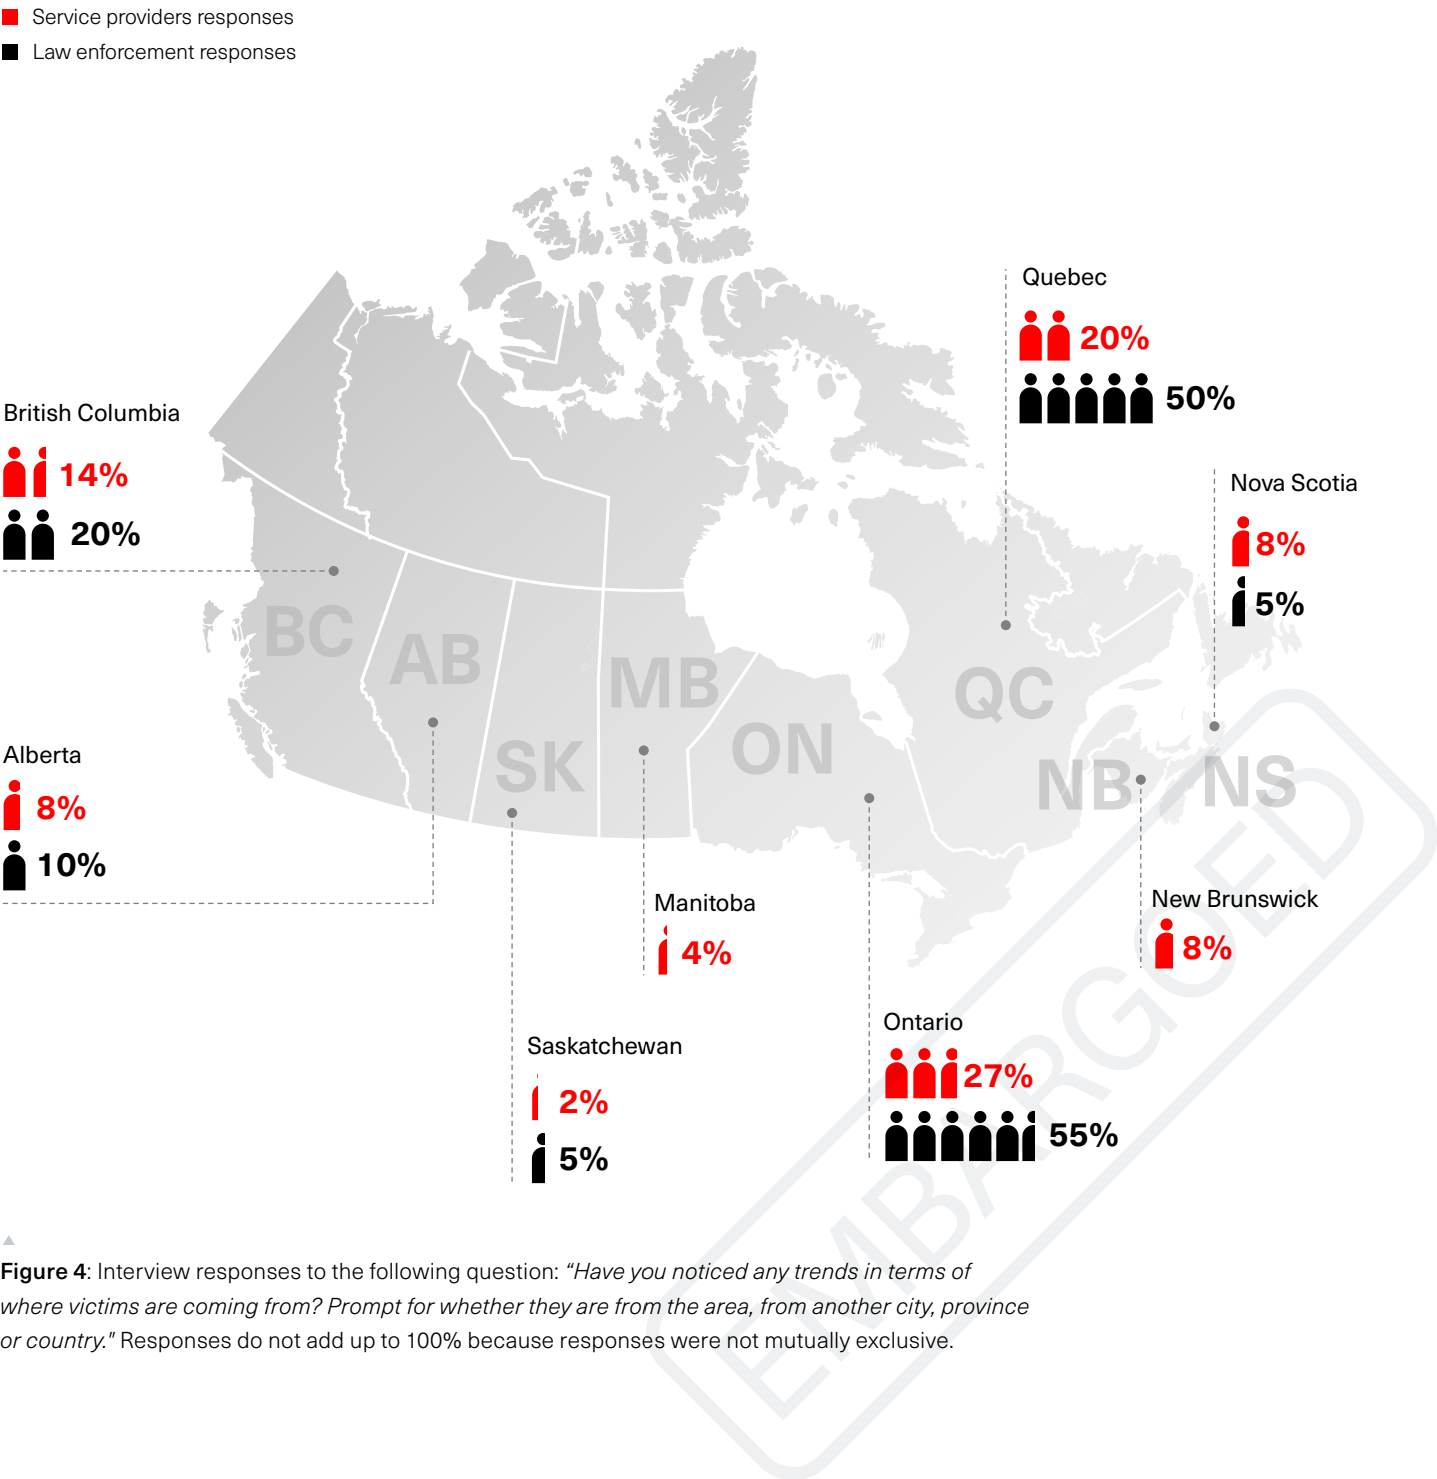 Service providers responses
Law enforcement responses
Quebec
20%
50%
British Columbia
14%
20%
Nova Scotia
8%
5%
BC
AB
MB
QC
ON
SK
NB
NS
Alberta
8%
10%
Manitoba
4%
New Brunswick
8%
Ontario
27%
55%
Saskatchewan
2%
5%
EMBARGOED
Figure 4: Interview responses to the following question: “Have you noticed any trends in terms of
where victims are coming from? Prompt for whether they are from the area, from another city, province
or country." Responses do not add up to 100% because responses were not mutually exclusive.